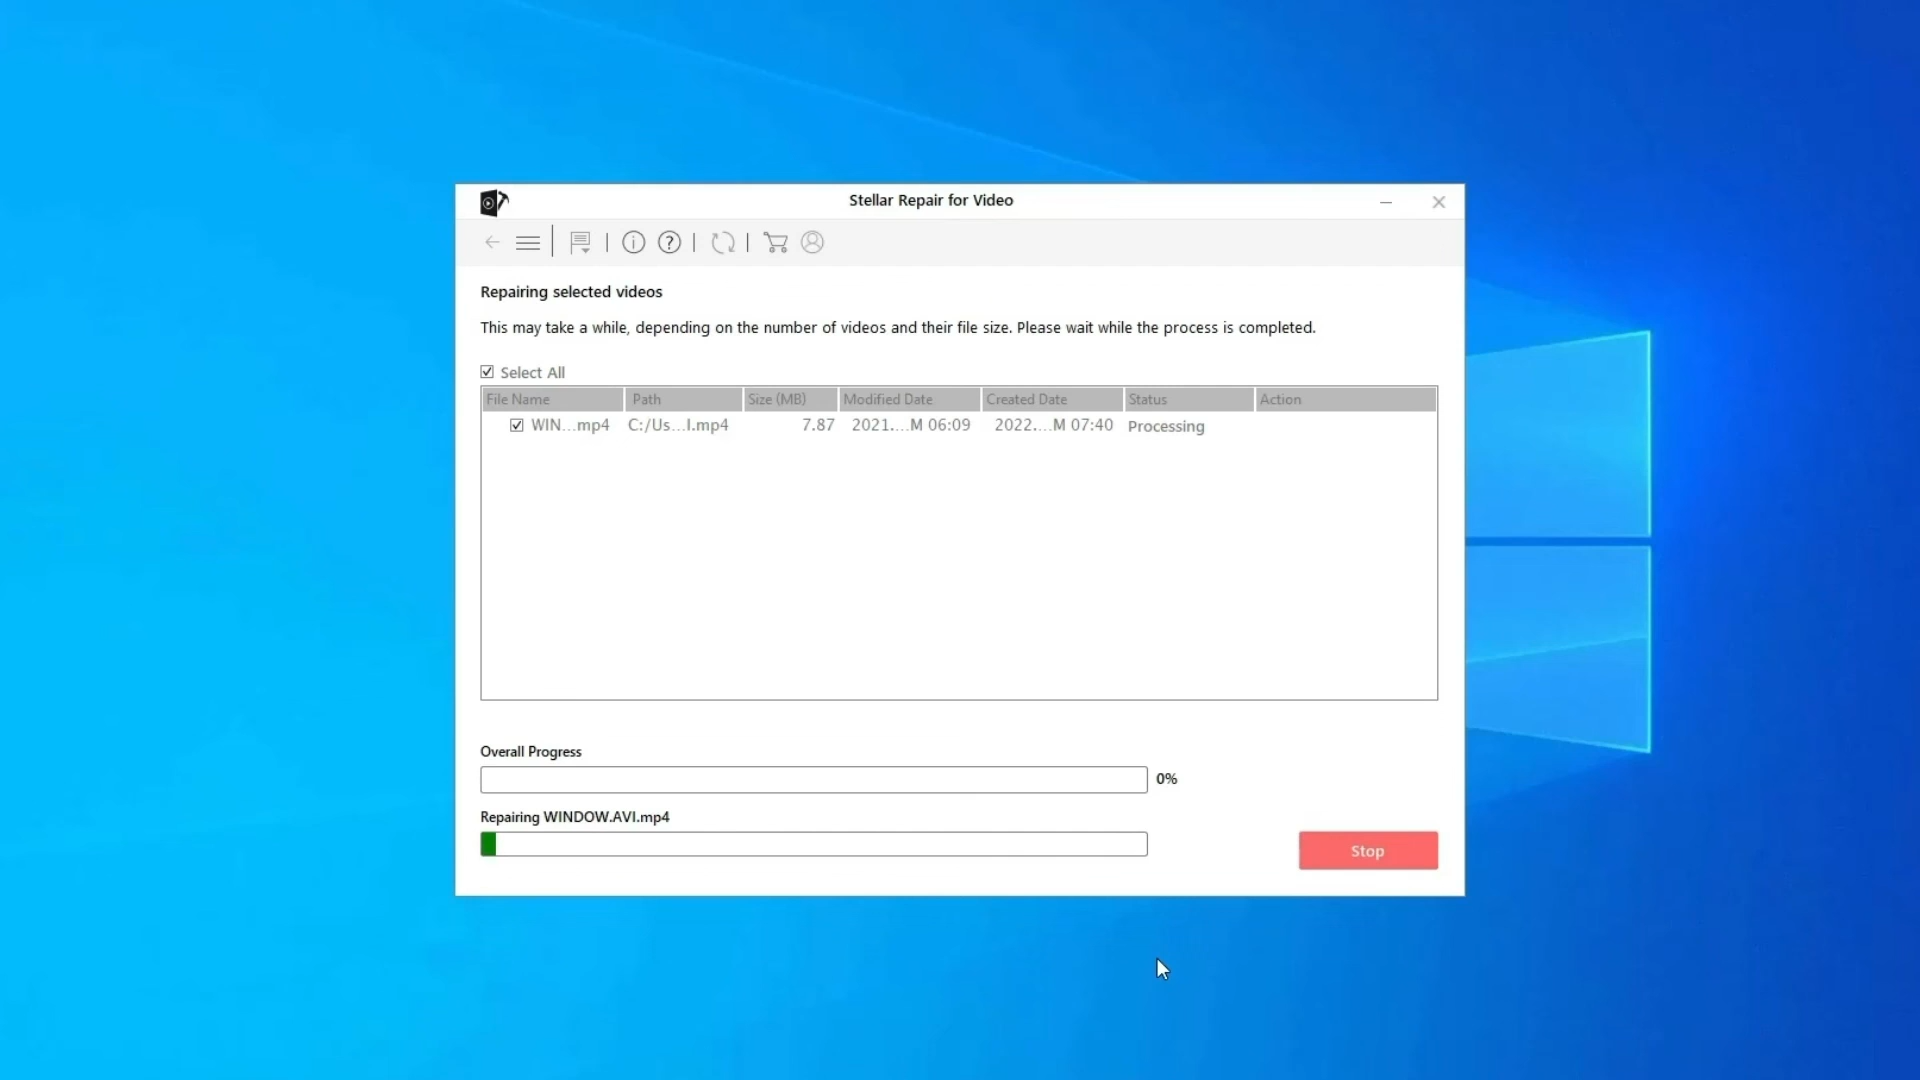 Stellar Repair for Video
Repairing selected videos
This may take a while, depending on the number of videos and their file size. Please wait while the process is completed.
Select All
File Name Path Size (MB) Modified Date Created Date Status Action
WIN...mp4 C:/Us...I.mp4 7.87 2021....M 06:09 2022....M 07:40 Processing
Overall Progress
0%
Repairing WINDOW.AVI.mp4
Stop